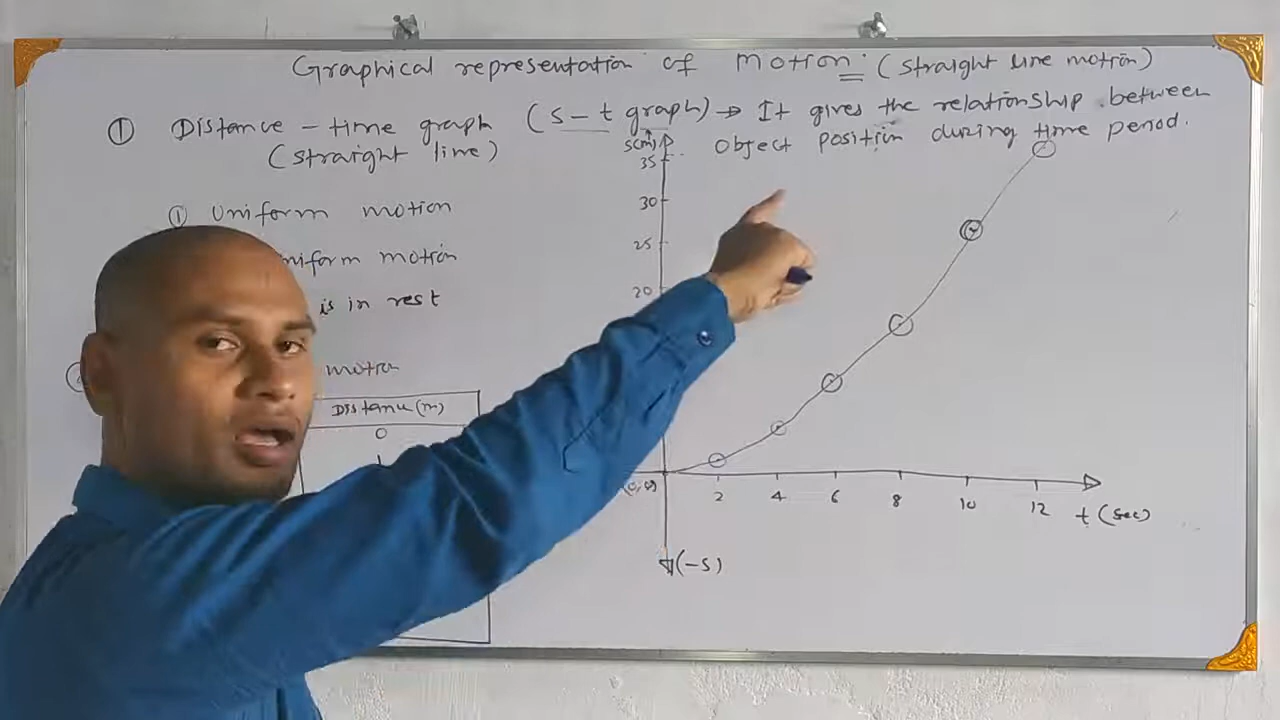 Graphical representation of motion: (straight line motion)
① Distance - time graph (s - t graph) → It gives the relationship between
(straight line)
object position during time period.
① Uniform motion
niform motion
is in rest
motion
Distance (m)
0
1
s(m)
35
30
25
20
(0,0)
2 4 6 8 10 12
t (sec)
(-s)